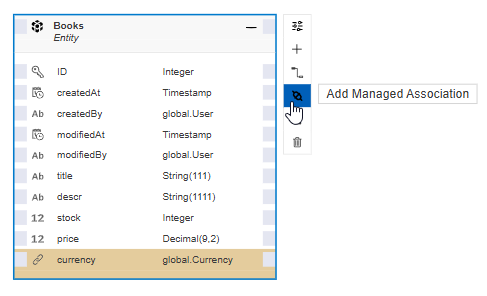 Books
Entity
ID Integer
createdAt Timestamp
Ab createdBy global.User
modifiedAt Timestamp
Ab modifiedBy global.User
Ab title String(111)
Ab descr String(1111)
12 stock Integer
12 price Decimal(9,2)
currency global.Currency
Add Managed Association